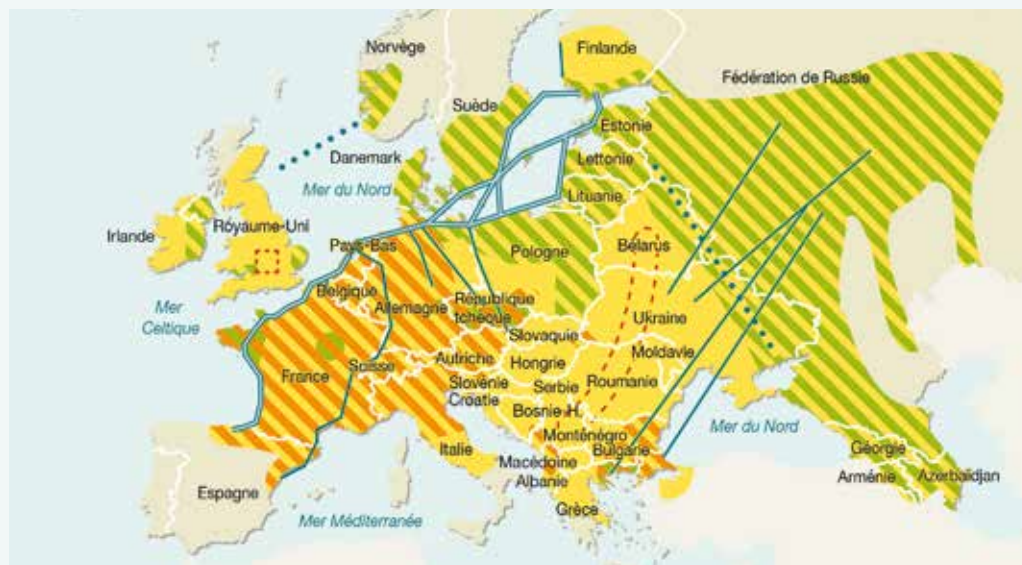 Norvège
Finlande
Fédération de Russie
Suède
Estonie
Danemark
Lettonie
Mer du Nord
Lituanie
Irlande
Royaume-Uni
Pays-Bas
Pologne
Bélarus
Belgique
Allemagne
République
tchèque
Mer
Celtique
Ukraine
Slovaquie
Autriche
Moldavie
France
Suisse
Hongrie
Slovénie
Croatie
Serbie
Roumanie
Bosnie H.
Monténégro
Mer du Nord
Italie
Bulgarie
Macédoine
Albanie
Géorgie
Arménie
Azerbaïdjan
Espagne
Grèce
Mer Méditerranée